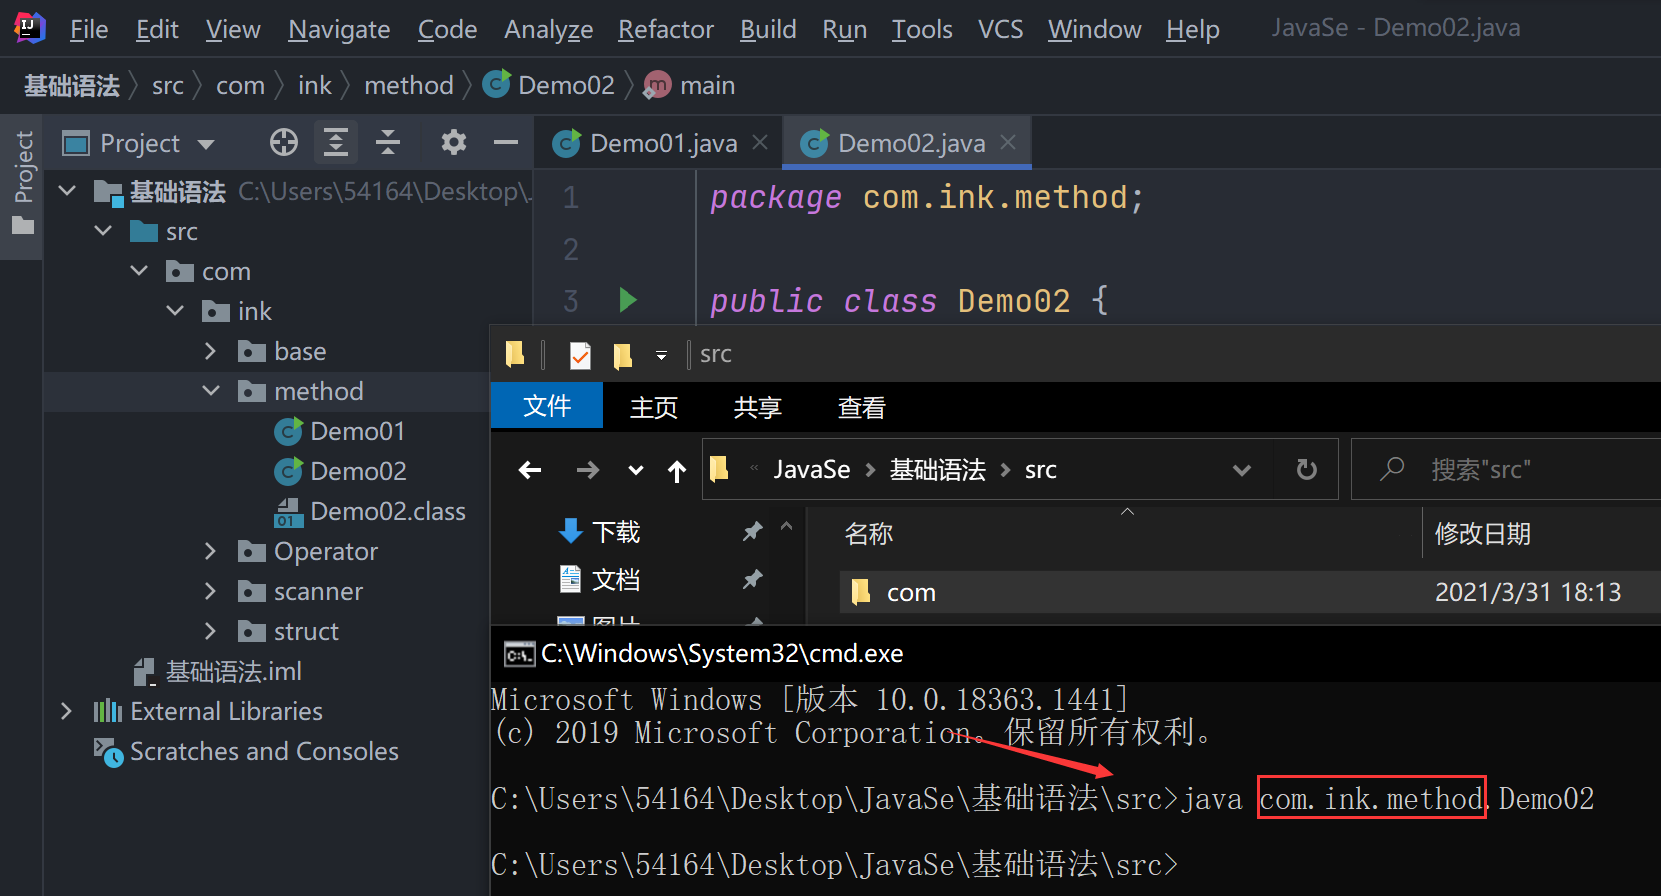 File Edit View Navigate Code Analyze Refactor Build Run Tools VCS Window Help JavaSe - Demo02.java
基础语法 src com ink method Demo02 main
Project
Project
Demo01.java
Demo02.java
基础语法 C:\Users\54164\Desktop\
src
com
ink
base
method
Demo01
Demo02
Demo02.class
Operator
scanner
struct
基础语法.iml
External Libraries
Scratches and Consoles
1 package com.ink.method;
2
3 public class Demo02 {
src
文件 主页 共享 查看
« JavaSe 基础语法 src
搜索"src"
下载
文档
图片
名称 修改日期
com 2021/3/31 18:13
C:\Windows\System32\cmd.exe
Microsoft Windows [版本 10.0.18363.1441]
(c) 2019 Microsoft Corporation。保留所有权利。
C:\Users\54164\Desktop\JavaSe\基础语法\src>java com.ink.method.Demo02
C:\Users\54164\Desktop\JavaSe\基础语法\src>